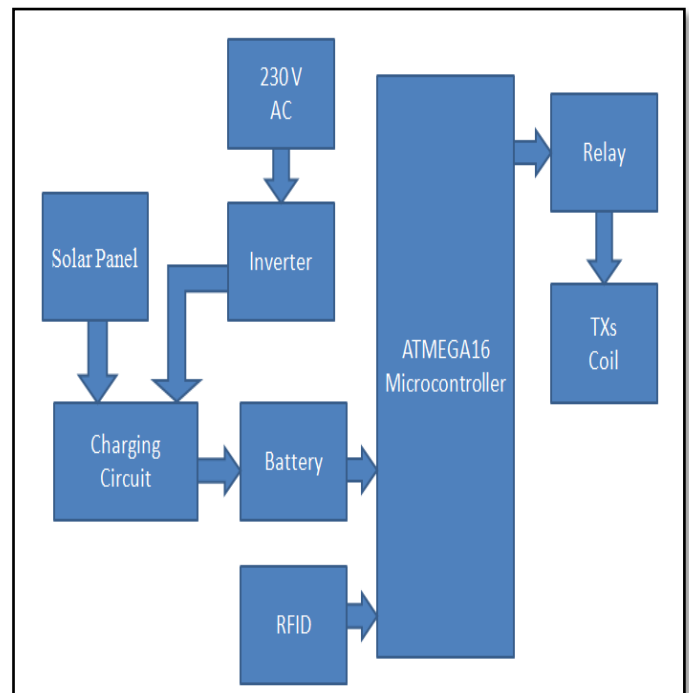 230 V
AC
Relay
Solar Panel
Inverter
TXs
Coil
ATMEGA16
Microcontroller
Charging
Circuit
Battery
RFID